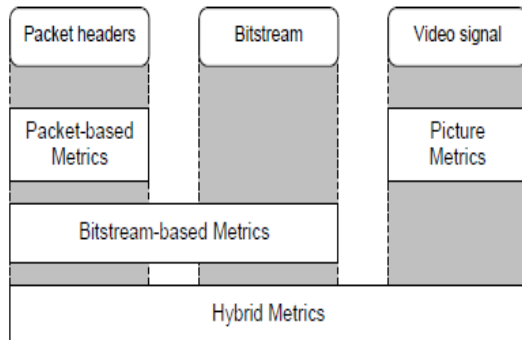 Packet headers
Bitstream
Video signal
Packet-based
Metrics
Picture
Metrics
Bitstream-based Metrics
Hybrid Metrics